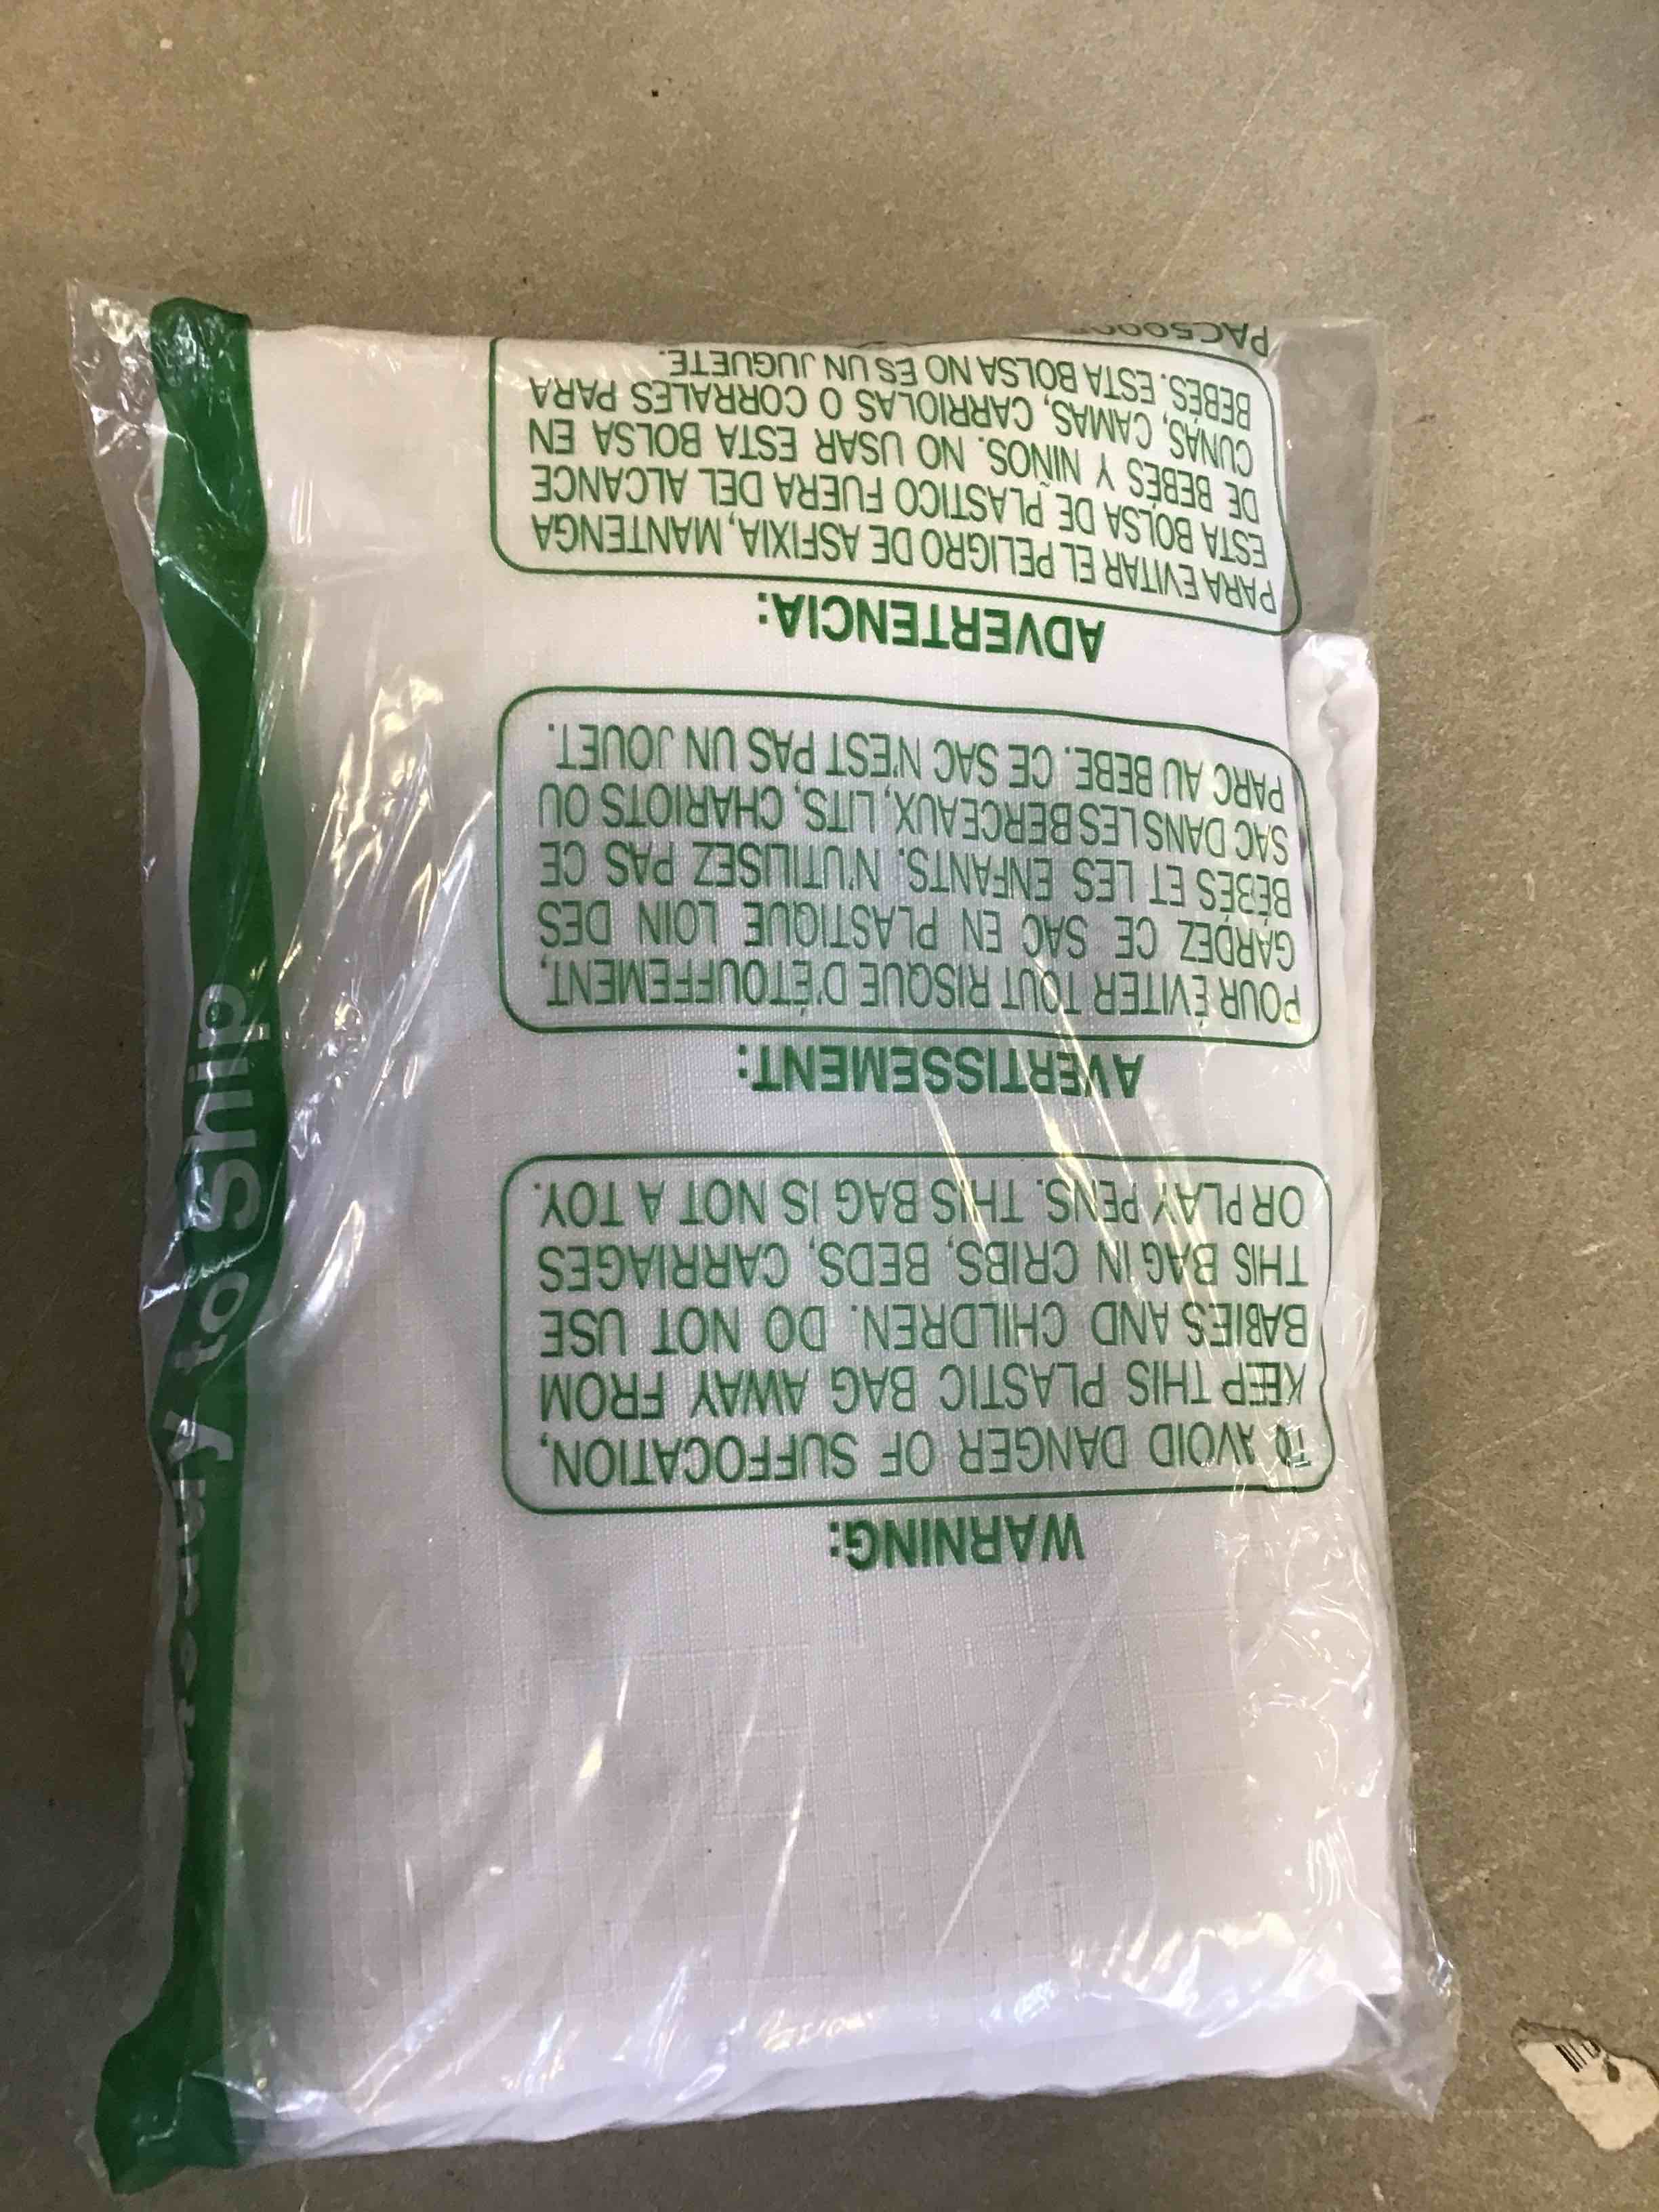 WARNING:
TO AVOID DANGER OF SUFFOCATION,
KEEP THIS PLASTIC BAG AWAY FROM
BABIES AND CHILDREN. DO NOT USE
THIS BAG IN CRIBS, BEDS, CARRIAGES
OR PLAY PENS. THIS BAG IS NOT A TOY.
AVERTISSEMENT:
POUR ÉVITER TOUT RISQUE D'ÉTOUFFEMENT,
GARDEZ CE SAC EN PLASTIQUE LOIN DES
BÉBÉS ET LES ENFANTS. N'UTILISEZ PAS CE
SAC DANS LES BERCEAUX, LITS, CHARIOTS OU
PARC AU BEBE. CE SAC N'EST PAS UN JOUET.
ADVERTENCIA:
PARA EVITAR EL PELIGRO DE ASFIXIA, MANTENGA
ESTA BOLSA DE PLASTICO FUERA DEL ALCANCE
DE BEBÉS Y NIÑOS. NO USAR ESTA BOLSA EN
CUNAS, CAMAS, CARRIOLAS O CORRALES PARA
BEBÉS. ESTA BOLSA NO ES UN JUGUETE.
to Ship